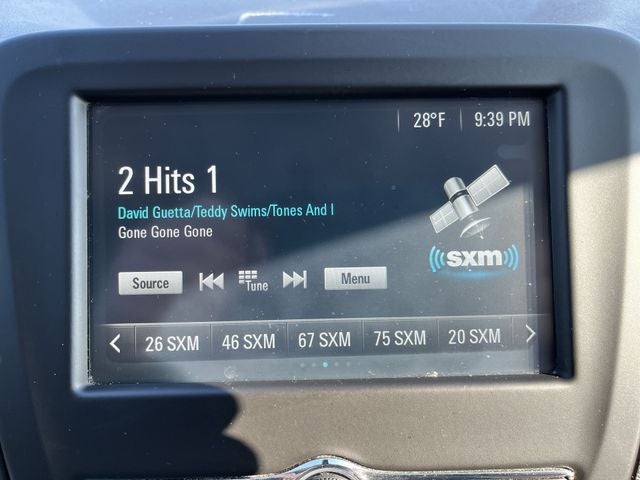 28°F 9:39 PM
2 Hits 1
David Guetta/Teddy Swims/Tones And I
Gone Gone Gone
sxm
Source Tune Menu
26 SXM 46 SXM 67 SXM 75 SXM 20 SXM